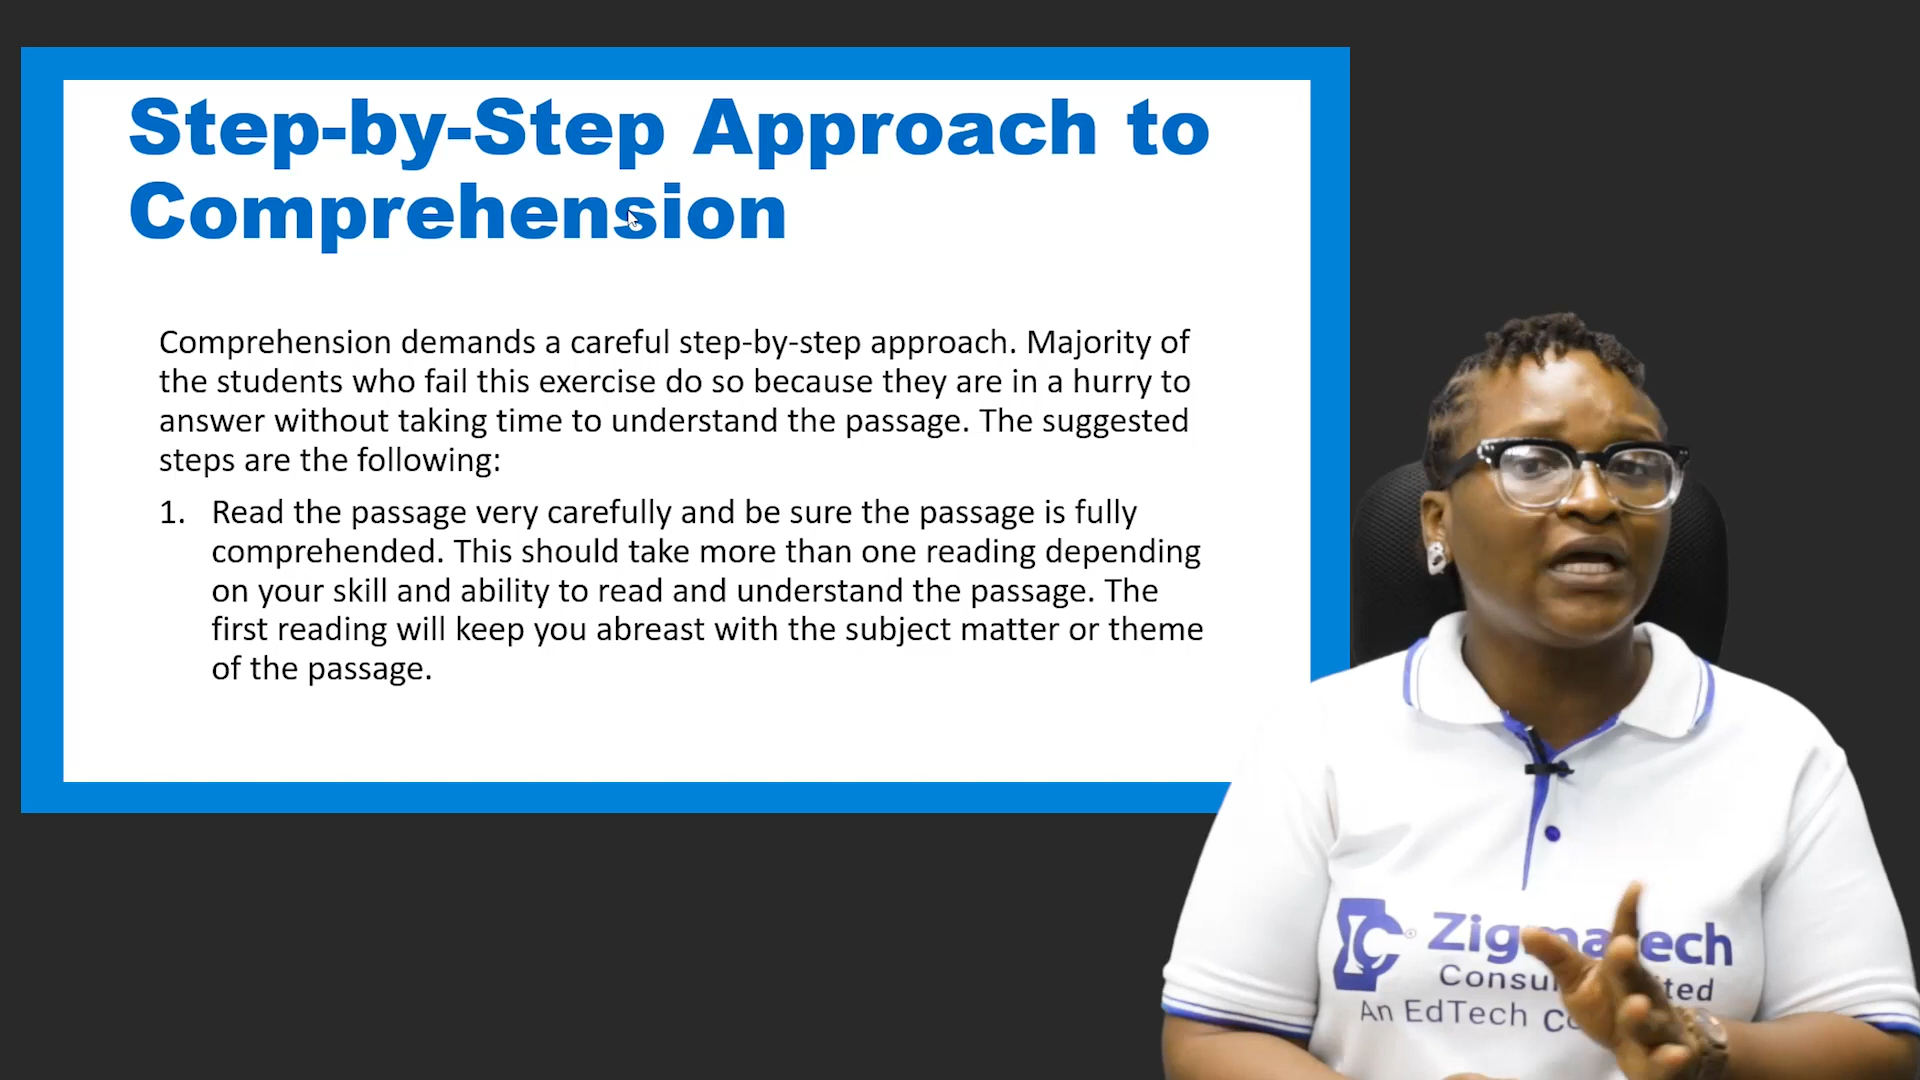 Step-by-Step Approach to
Comprehension
Comprehension demands a careful step-by-step approach. Majority of
the students who fail this exercise do so because they are in a hurry to
answer without taking time to understand the passage. The suggested
steps are the following:
1. Read the passage very carefully and be sure the passage is fully
comprehended. This should take more than one reading depending
on your skill and ability to read and understand the passage. The
first reading will keep you abreast with the subject matter or theme
of the passage.
An EdTech